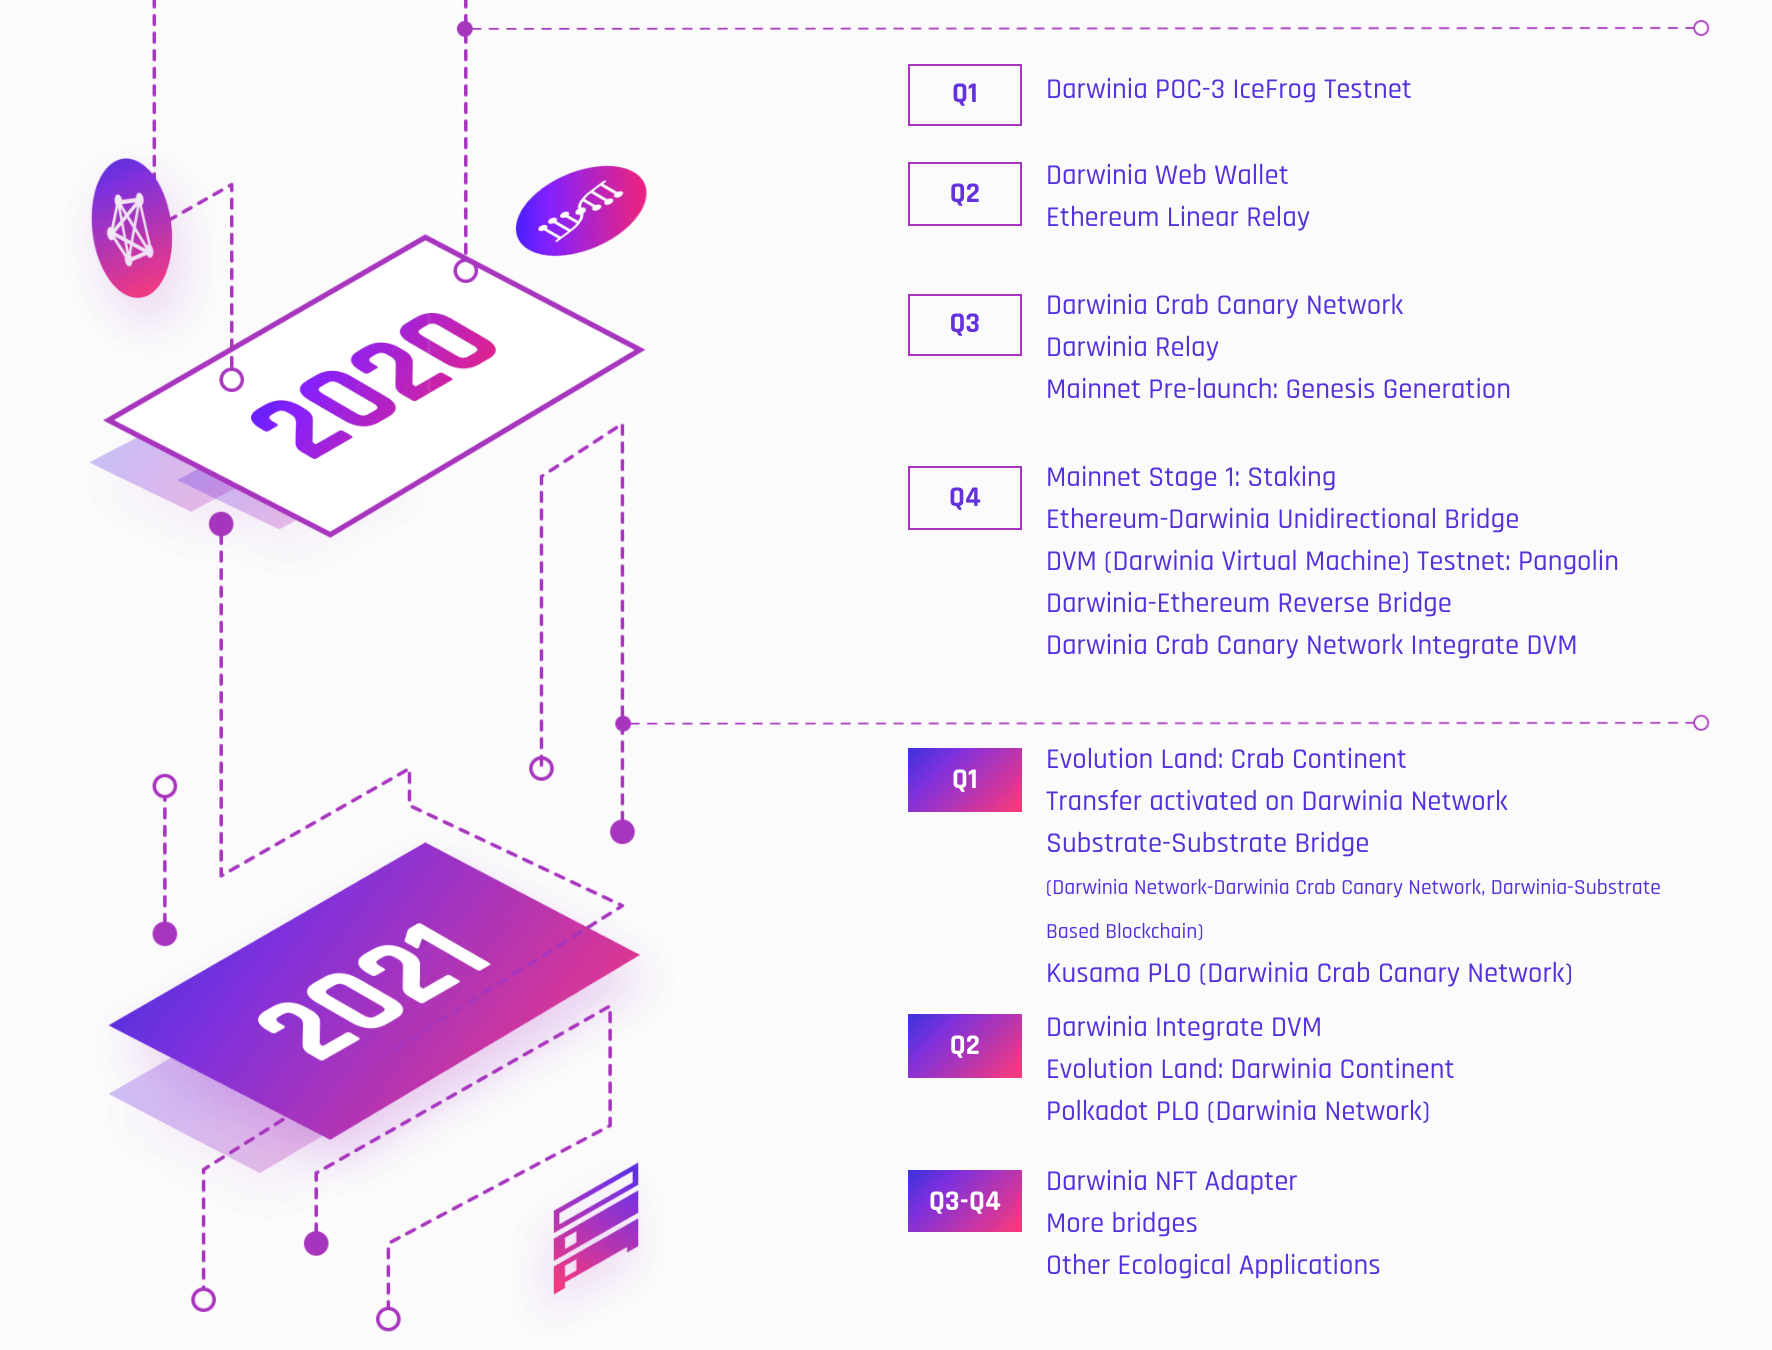 2020
Q1
Darwinia POC-3 IceFrog Testnet
Q2
Darwinia Web Wallet
Ethereum Linear Relay
Q3
Darwinia Crab Canary Network
Darwinia Relay
Mainnet Pre-launch: Genesis Generation
Q4
Mainnet Stage 1: Staking
Ethereum-Darwinia Unidirectional Bridge
DVM (Darwinia Virtual Machine) Testnet: Pangolin
Darwinia-Ethereum Reverse Bridge
Darwinia Crab Canary Network Integrate DVM
2021
Q1
Evolution Land: Crab Continent
Transfer activated on Darwinia Network
Substrate-Substrate Bridge
(Darwinia Network-Darwinia Crab Canary Network, Darwinia-Substrate
Based Blockchain)
Kusama PLO (Darwinia Crab Canary Network)
Q2
Darwinia Integrate DVM
Evolution Land: Darwinia Continent
Polkadot PLO (Darwinia Network)
Q3-Q4
Darwinia NFT Adapter
More bridges
Other Ecological Applications